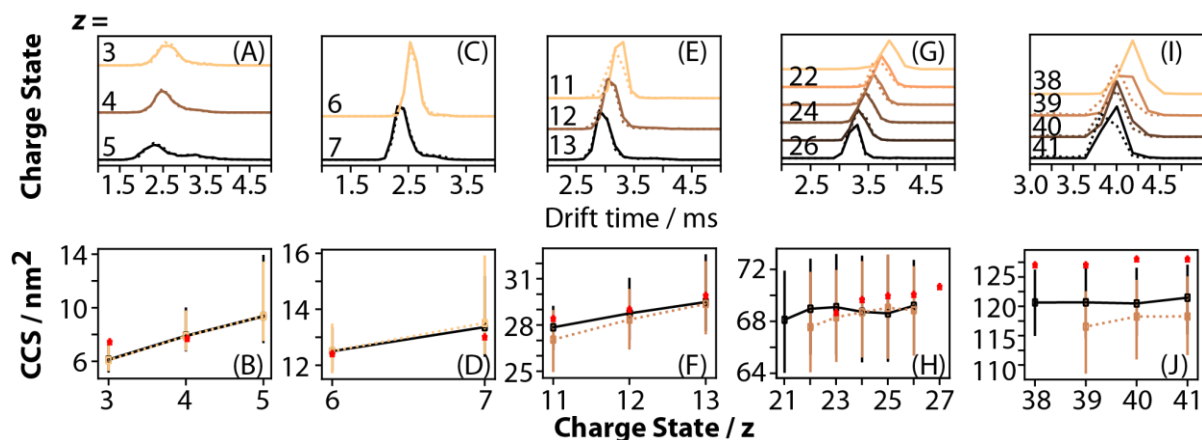 z =
Charge State
3
4
5
(A)
1.5 2.5 3.5 4.5
6
7
(C)
1.5 2.5 3.5
11
12
13
(E)
2.5 3.5 4.5
22
24
26
(G)
2.5 3.5 4.5
38
39
40
41
(I)
3.0 3.5 4.0 4.5
Drift time / ms
CCS / nm²
14
12
10
8
6
(B)
3 4 5
16
14
12
(D)
6 7
31
28
25
(F)
11 12 13
72
68
64
(H)
21 23 25 27
125
120
115
110
(J)
38 39 40 41
Charge State / z